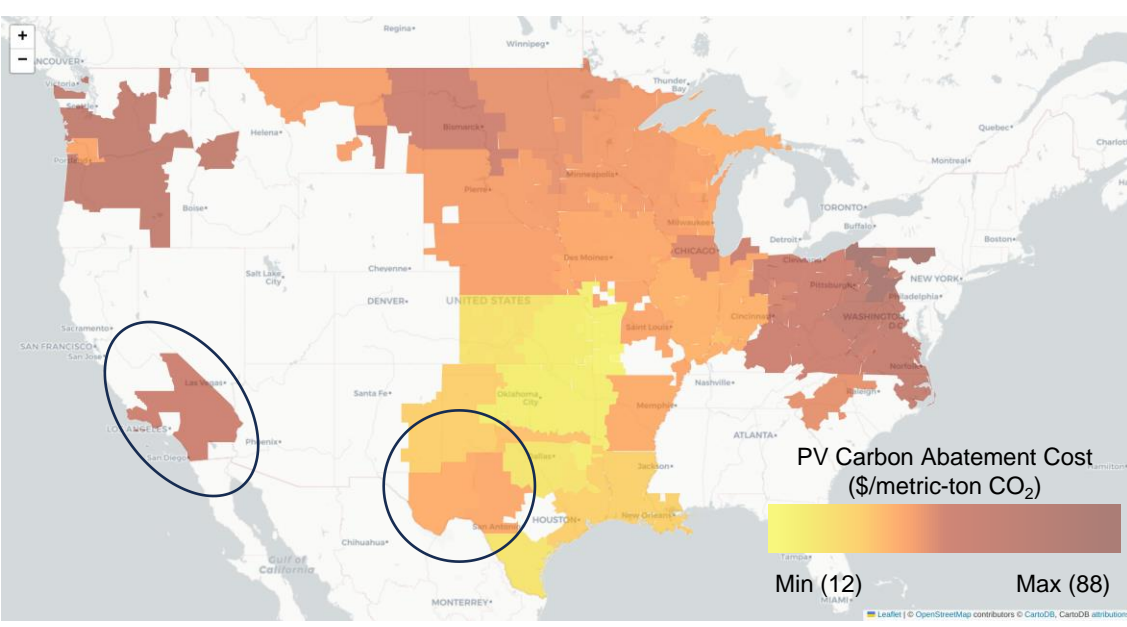 +
−
Regina•
Winnipeg•
VANCOUVER•
Victoria•
Seattle•
Thunder
Bay
Quebec•
Helena•
Bismarck•
Montreal•
Portland•
Minneapolis•
Pierre•
Boise•
TORONTO•
Milwaukee•
Buffalo•
Detroit•
Boston•
CHICAGO•
Cleveland•
Des Moines•
Salt Lake
City
Cheyenne•
NEW YORK•
Pittsburgh•
Philadelphia•
DENVER•
UNITED STATES
Cincinnati•
WASHINGTON
D.C.
Sacramento•
Saint Louis•
SAN FRANCISCO•
San Jose•
Norfolk•
Las Vegas•
Nashville•
Santa Fe•
Oklahoma
City
Raleigh•
Memphis•
LOS ANGELES•
Phoenix•
ATLANTA•
San Diego•
Dallas•
Jackson•
PV Carbon Abatement Cost
($/metric-ton CO₂)
Hamilton•
San Antonio
HOUSTON•
New Orleans•
Chihuahua•
Gulf of
California
Tampa•
Min (12)
Max (88)
MONTERREY•
MIAMI•
Leaflet | © OpenStreetMap contributors © CartoDB, CartoDB attributions